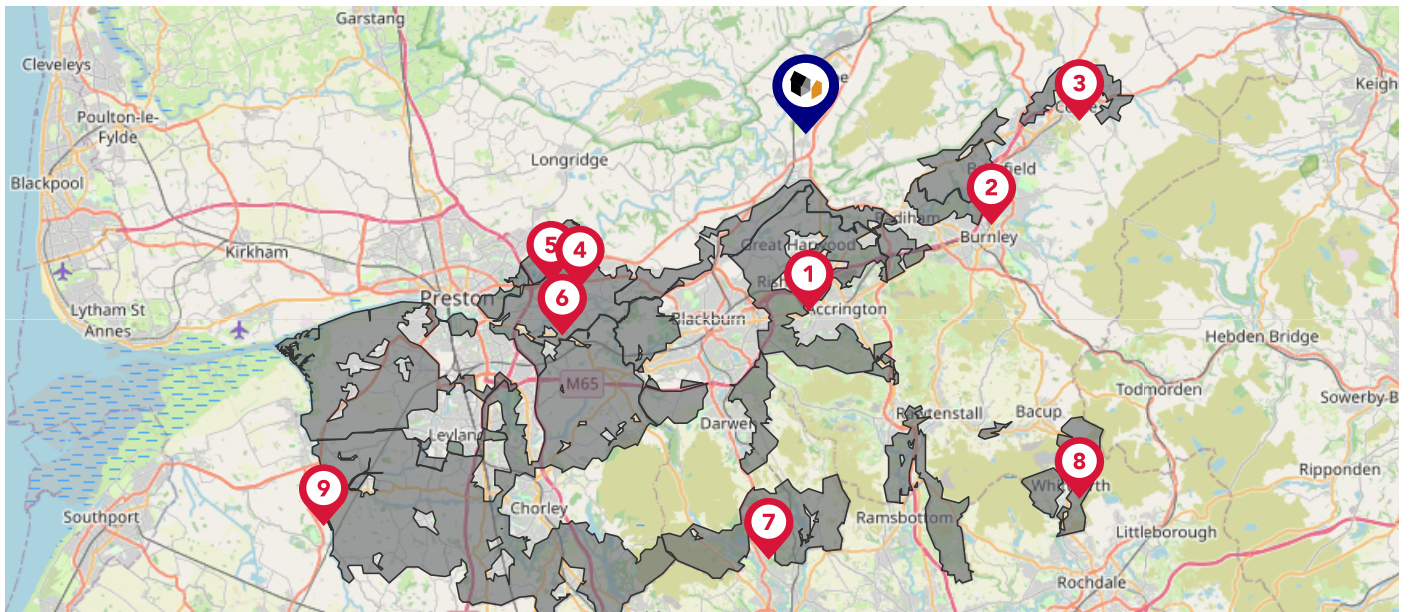 Garstang
Cleveleys
Keigh
Poulton-le-
Fylde
Longridge
Blackpool
Padiham
Burnley
Kirkham
Great Harwood
Preston
Lytham St
Annes
Blackburn
Accrington
Hebden Bridge
M65
Todmorden
Sowerby B
Bacup
Leyland
Ripponden
Chorley
Southport
Ramsbottom
Littleborough
Rochdale
1
2
3
4
5
6
7
8
9